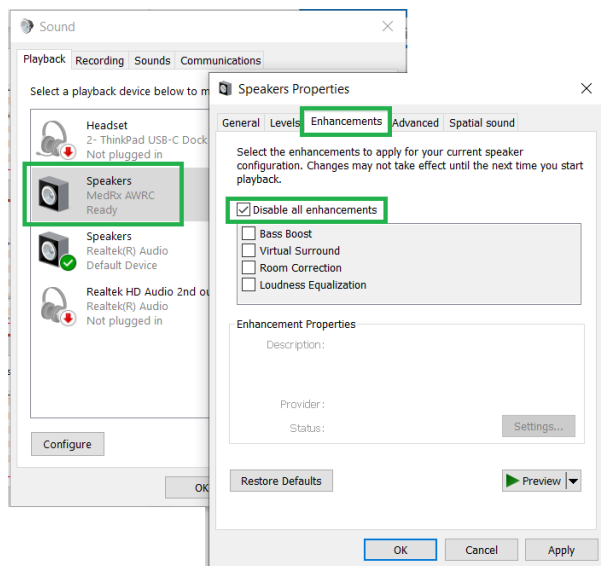 Sound
Playback Recording Sounds Communications
Select a playback device below to m
Headset
2- ThinkPad USB-C Dock
Not plugged in
Speakers
MedRx AWRC
Ready
Speakers
Realtek(R) Audio
Default Device
Realtek HD Audio 2nd ou
Realtek(R) Audio
Not plugged in
Configure
OK
Speakers Properties
General Levels Enhancements Advanced Spatial sound
Select the enhancements to apply for your current speaker
configuration. Changes may not take effect until the next time you start
playback.
Disable all enhancements
Bass Boost
Virtual Surround
Room Correction
Loudness Equalization
Enhancement Properties
Description:
Provider:
Status:
Settings...
Restore Defaults
Preview
OK Cancel Apply